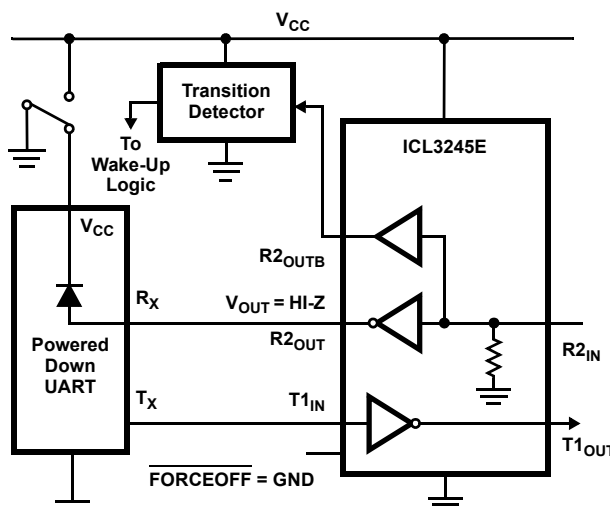 VCC
Transition
Detector
To
Wake-Up
Logic
ICL3245E
VCC
R2OUTB
RX
VOUT = HI-Z
R2OUT
R2IN
Powered
Down
UART
TX
T1IN
T1OUT
FORCEOFF = GND